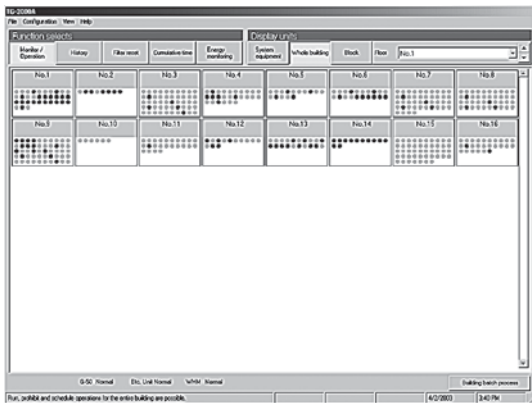 TG-2000A
File Configuration View Help
Function selects Display units
Monitor / Operation History Filter reset Cumulative time Energy monitoring System equipment Whole building Block Floor No.1
No.1 No.2 No.3 No.4 No.5 No.6 No.7 No.8
No.9 No.10 No.11 No.12 No.13 No.14 No.15 No.16
G-50 Normal Etc. Unit Normal WHM Normal Building batch process
Run, prohibit and schedule operations for the entire building are possible. 4/2/2003 3:40 PM